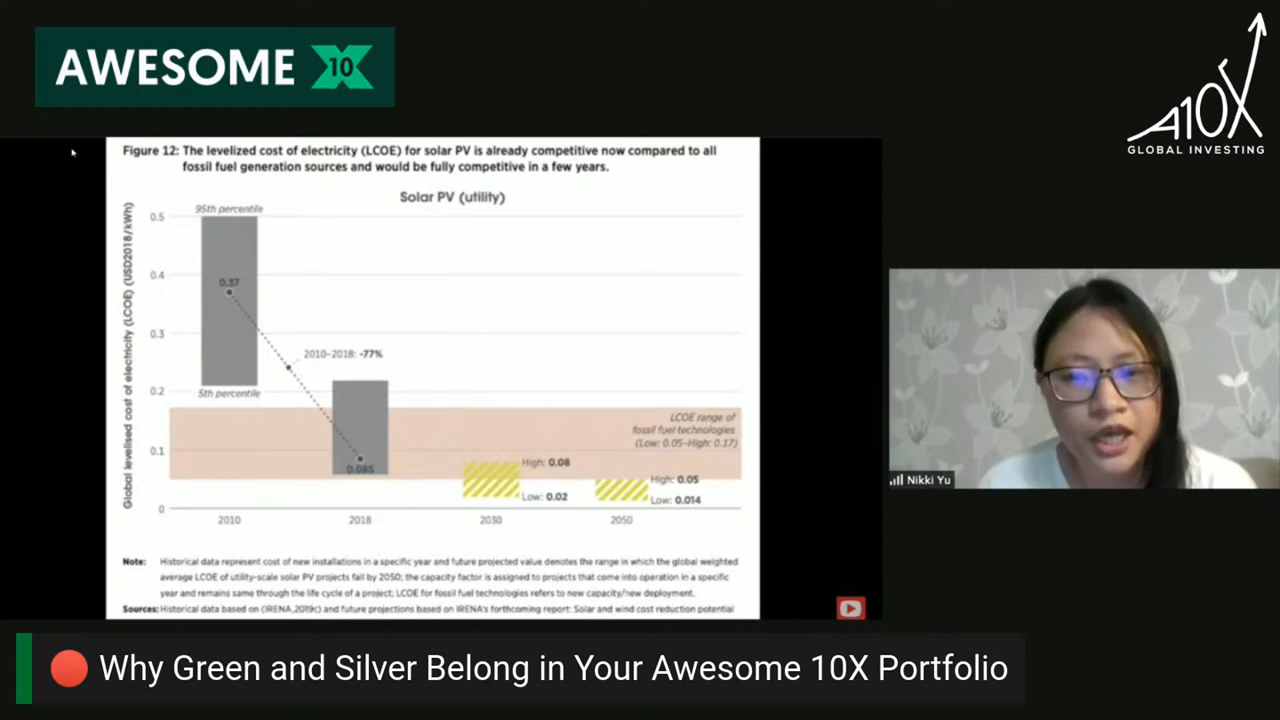 AWESOME 10X
A10X
GLOBAL INVESTING
Figure 12: The levelized cost of electricity (LCOE) for solar PV is already competitive now compared to all
fossil fuel generation sources and would be fully competitive in a few years.
Solar PV (utility)
Global levelised cost of electricity (LCOE) (USD2018/kWh)
0.5
0.4
0.3
0.2
0.1
0
95th percentile
0.37
5th percentile
2010–2018: -77%
0.085
LCOE range of
fossil fuel technologies
(Low: 0.05–High: 0.17)
High: 0.08
Low: 0.02
High: 0.05
Low: 0.014
2010
2018
2030
2050
Note: Historical data represent cost of new installations in a specific year and future projected value denotes the range in which the global weighted
average LCOE of utility-scale solar PV projects fall by 2050; the capacity factor is assigned to projects that come into operation in a specific
year and remains same through the life cycle of a project; LCOE for fossil fuel technologies refers to new capacity/new deployment.
Sources: Historical data based on (IRENA,2019c) and future projections based on IRENA's forthcoming report: Solar and wind cost reduction potential
Nikki Yu
Why Green and Silver Belong in Your Awesome 10X Portfolio